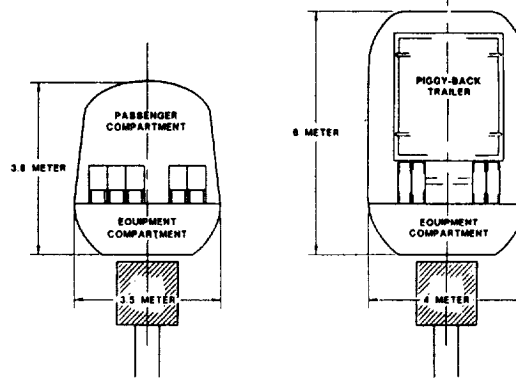 PASSENGER
COMPARTMENT
3.8 METER
EQUIPMENT
COMPARTMENT
3.5 METER
PIGGY-BACK
TRAILER
6 METER
EQUIPMENT
COMPARTMENT
4 METER